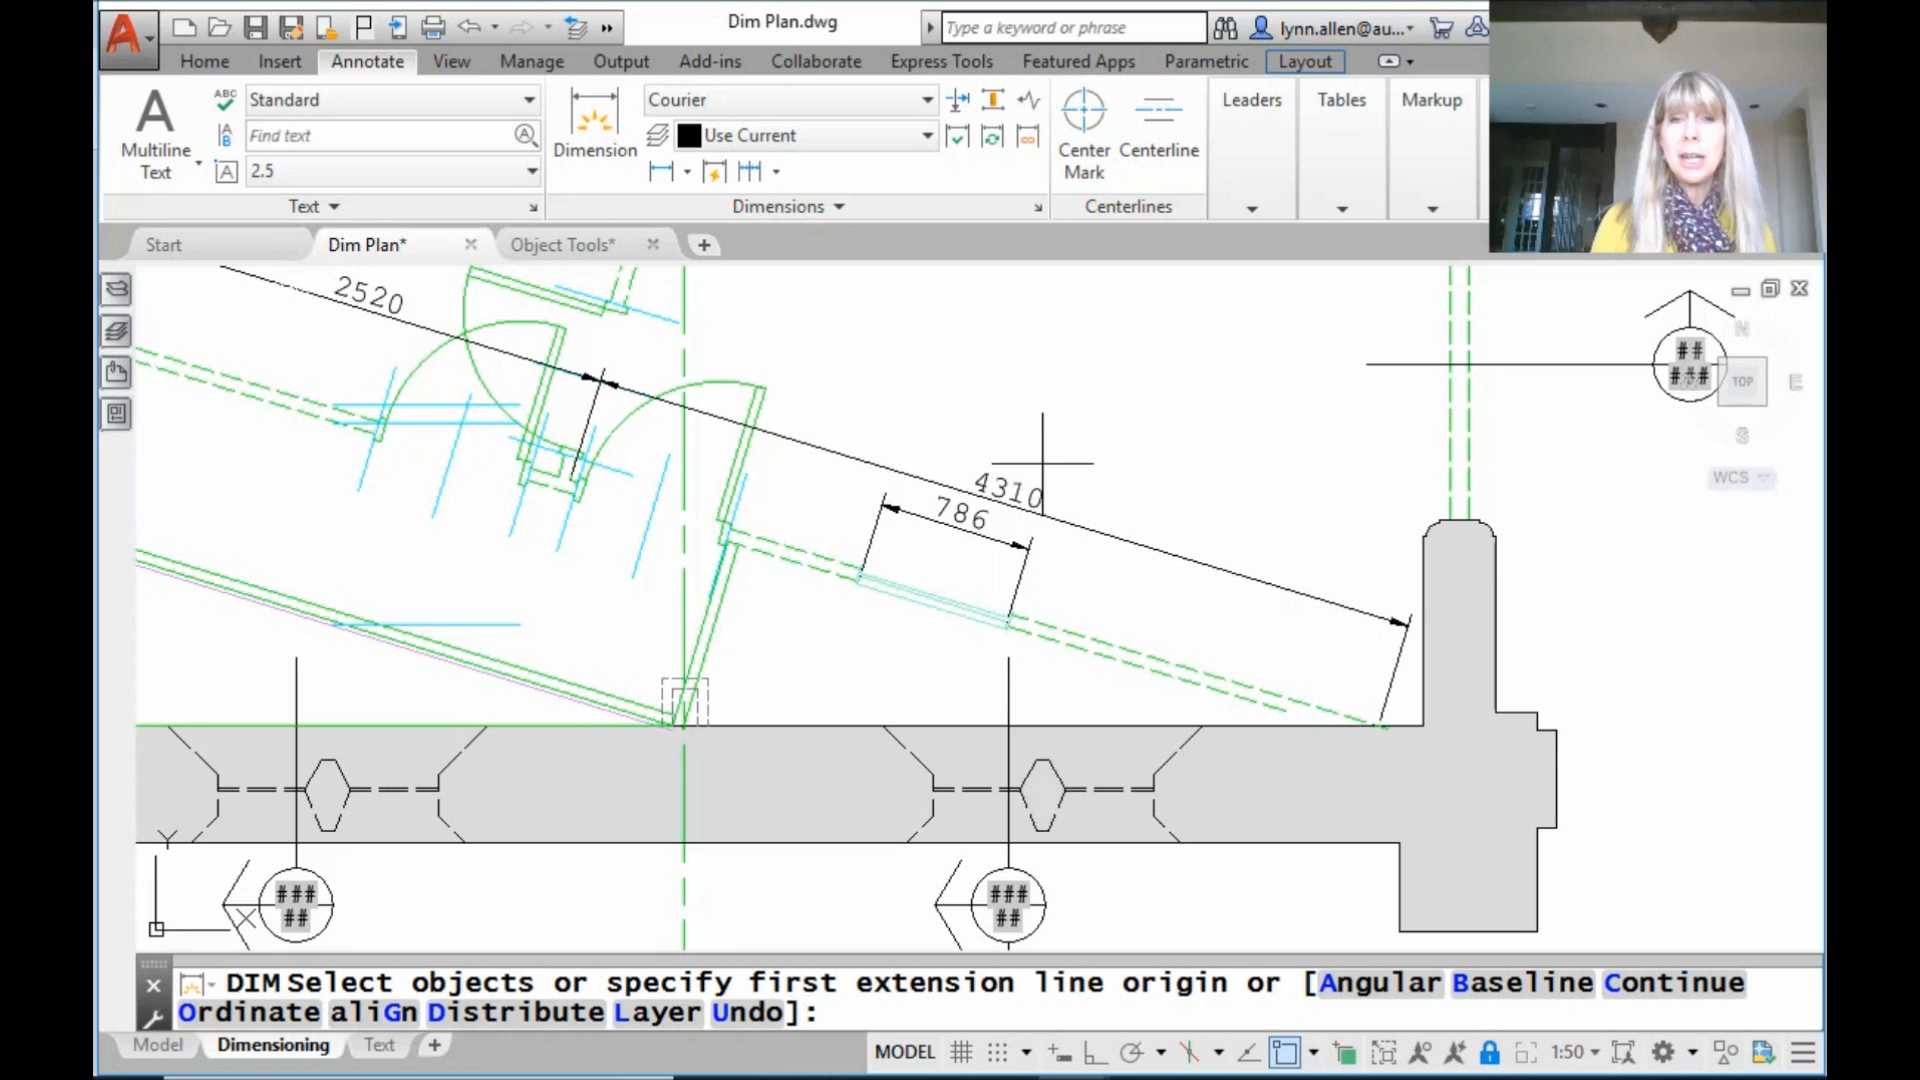 Dim Plan.dwg
Type a keyword or phrase
lynn.allen@au...
Home Insert Annotate View Manage Output Add-ins Collaborate Express Tools Featured Apps Parametric Layout
A
Multiline
Text
ABC
Standard
A
B
Find text
A
2.5
Dimension
Courier
Use Current
Center
Mark
Centerline
Leaders
Tables
Markup
Text
Dimensions
Centerlines
Start
Dim Plan*
Object Tools*
2520
4310
786
##
###
N
TOP
E
S
WCS
Y
X
###
##
###
##
DIM Select objects or specify first extension line origin or [Angular Baseline Continue
Ordinate aliGn Distribute Layer Undo]:
Model Dimensioning Text
MODEL
1:50